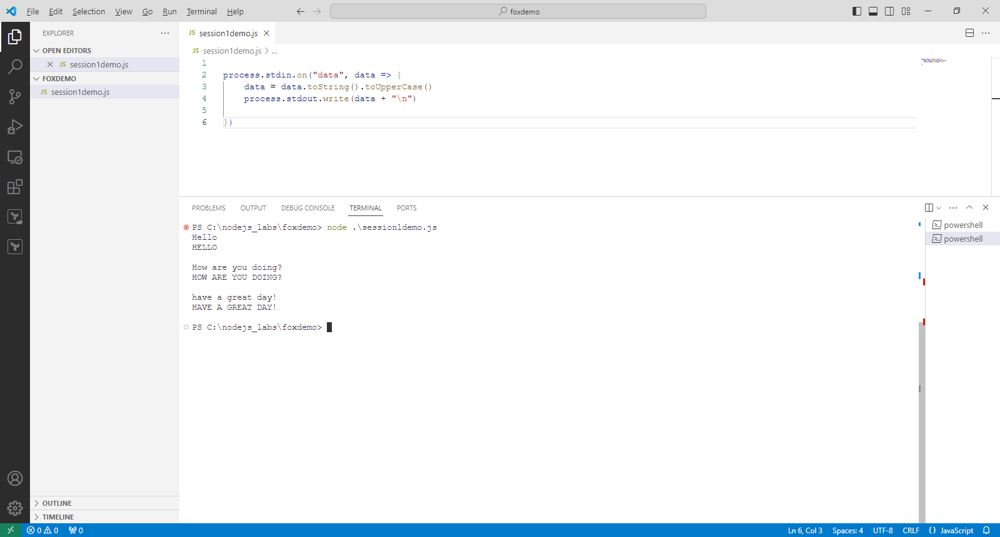 File Edit Selection View Go Run Terminal Help
foxdemo
EXPLORER
OPEN EDITORS
JS session1demo.js
FOXDEMO
JS session1demo.js
OUTLINE
TIMELINE
JS session1demo.js
JS session1demo.js > ...
1
2 process.stdin.on("data", data => {
3 data = data.toString().toUpperCase()
4 process.stdout.write(data + "\n")
5
6 })
PROBLEMS OUTPUT DEBUG CONSOLE TERMINAL PORTS
PS C:\nodejs_labs\foxdemo> node .\session1demo.js
Hello
HELLO
How are you doing?
HOW ARE YOU DOING?
have a great day!
HAVE A GREAT DAY!
PS C:\nodejs_labs\foxdemo>
powershell
powershell
0 0 0 Ln 6, Col 3 Spaces: 4 UTF-8 CRLF {} JavaScript